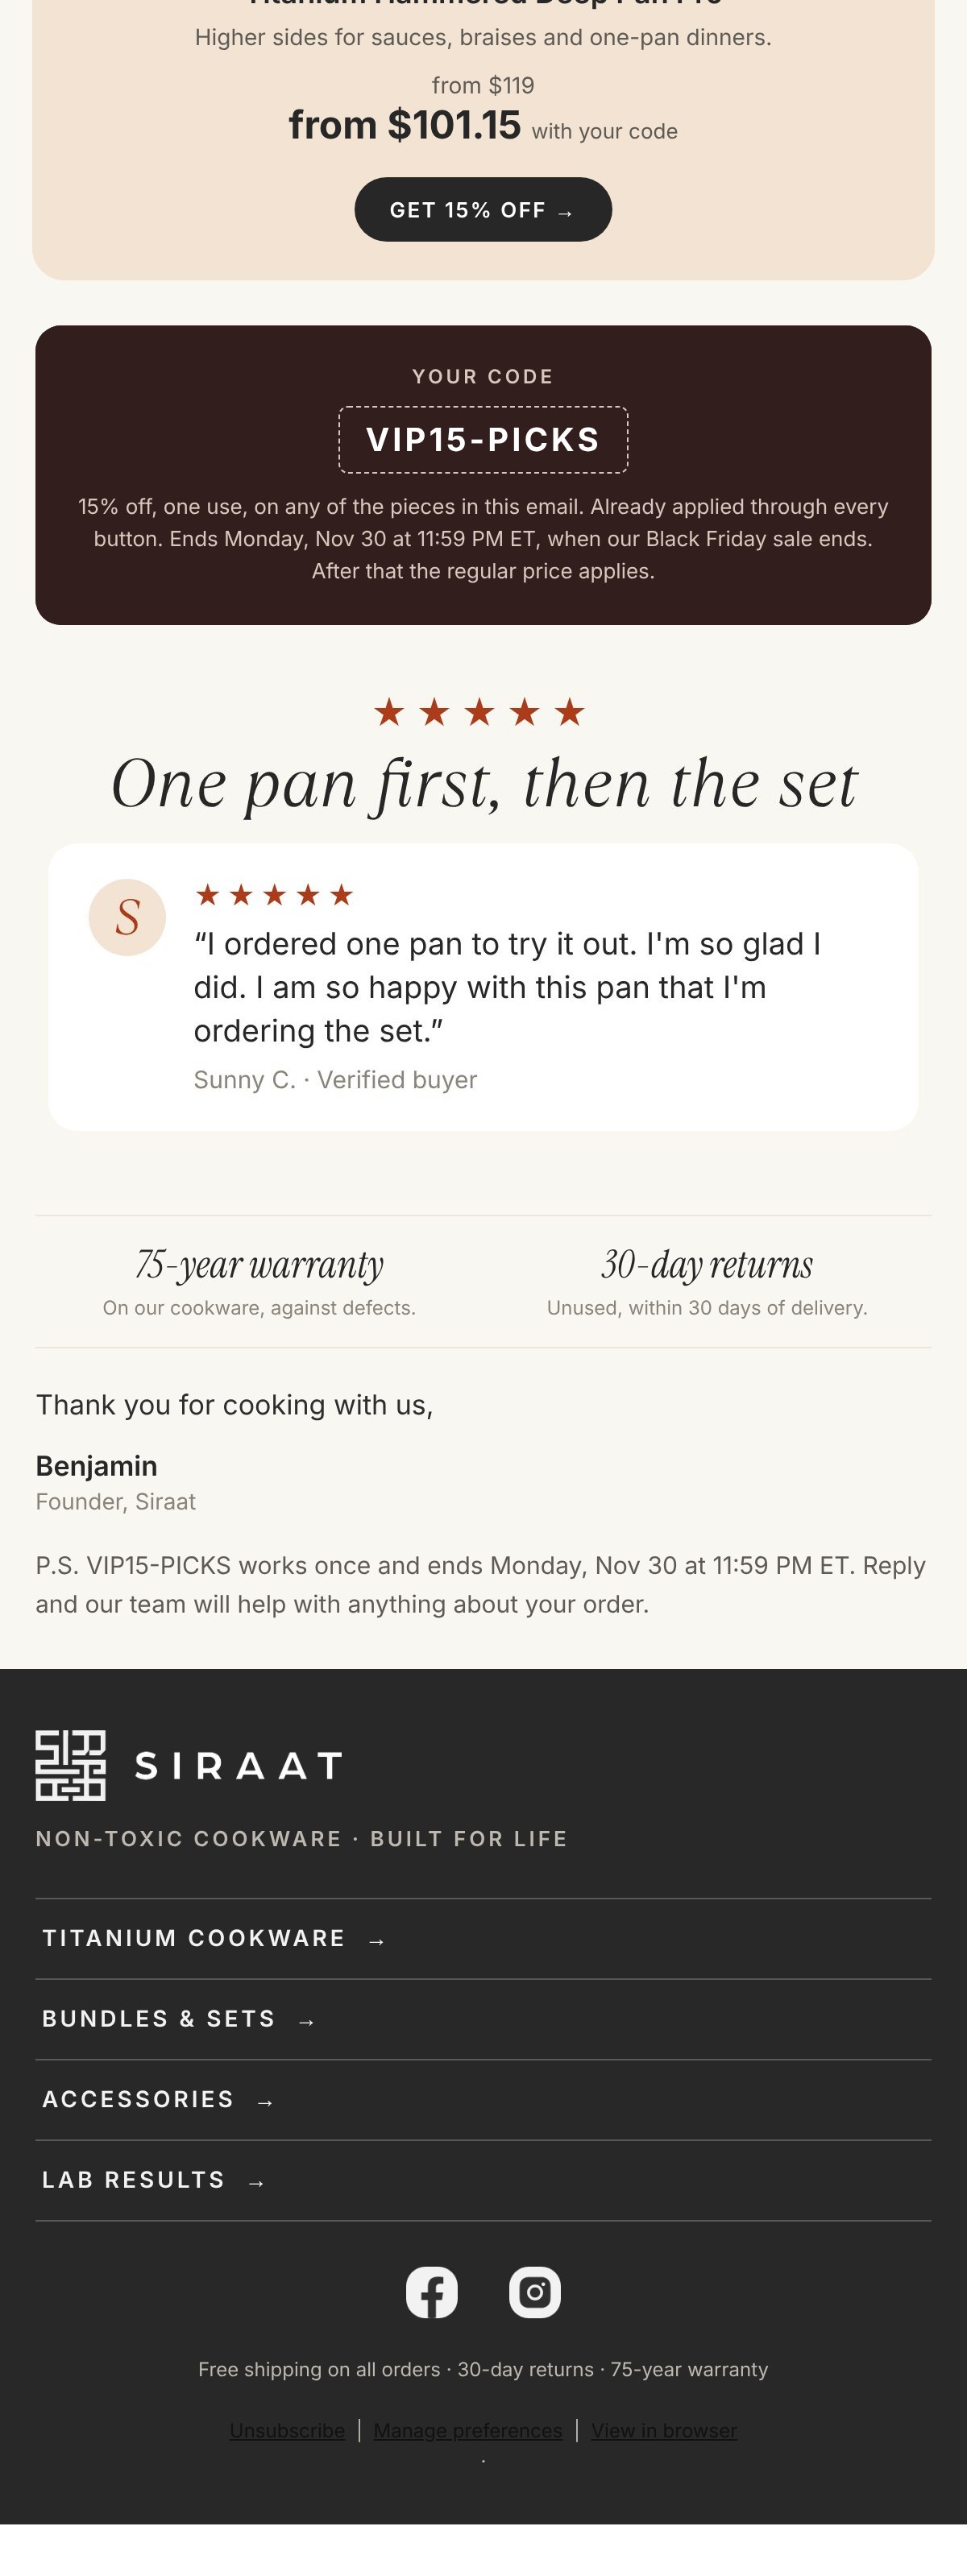 Titanium Hammered Deep Pan Pro
Higher sides for sauces, braises and one-pan dinners.
from $119
from $101.15 with your code
GET 15% OFF →
YOUR CODE
VIP15-PICKS
15% off, one use, on any of the pieces in this email. Already applied through every
button. Ends Monday, Nov 30 at 11:59 PM ET, when our Black Friday sale ends.
After that the regular price applies.
★★★★★
One pan first, then the set
S
★★★★★
“I ordered one pan to try it out. I'm so glad I
did. I am so happy with this pan that I'm
ordering the set.”
Sunny C. · Verified buyer
75-year warranty
On our cookware, against defects.
30-day returns
Unused, within 30 days of delivery.
Thank you for cooking with us,
Benjamin
Founder, Siraat
P.S. VIP15-PICKS works once and ends Monday, Nov 30 at 11:59 PM ET. Reply
and our team will help with anything about your order.
SIRAAT
NON-TOXIC COOKWARE · BUILT FOR LIFE
TITANIUM COOKWARE →
BUNDLES & SETS →
ACCESSORIES →
LAB RESULTS →
Free shipping on all orders · 30-day returns · 75-year warranty
Unsubscribe | Manage preferences | View in browser
.